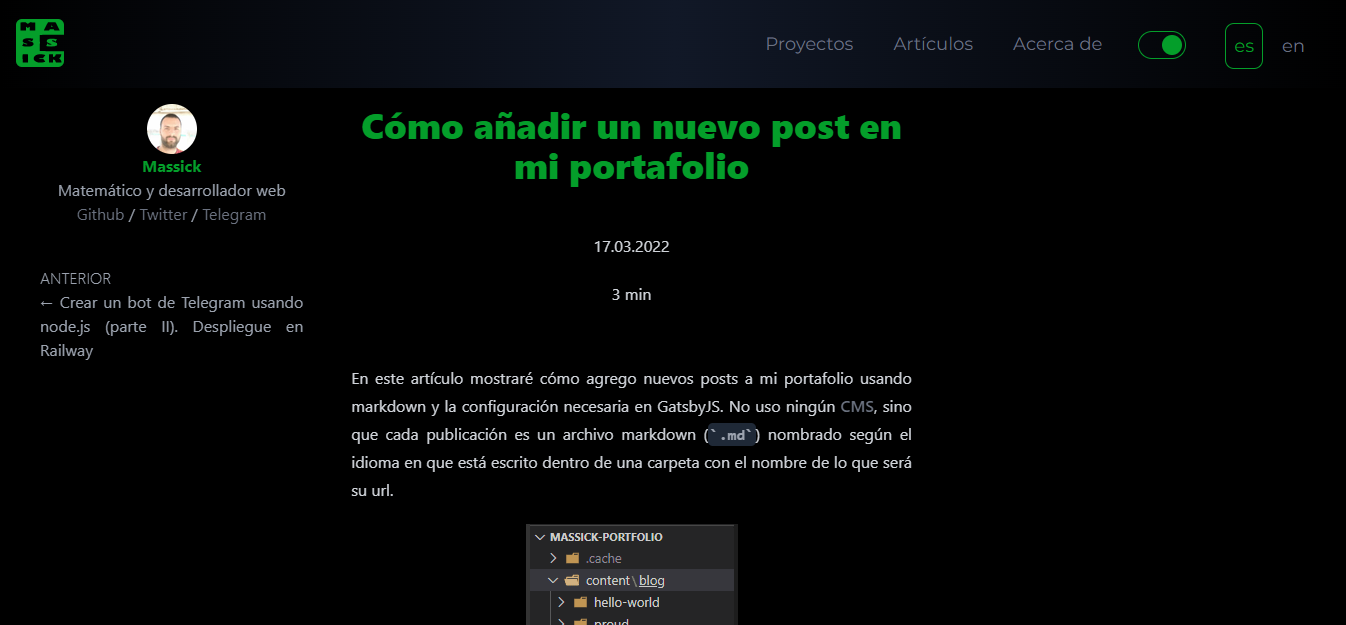 MA
SS
ICK
Proyectos
Artículos
Acerca de
es
en
Massick
Matemático y desarrollador web
Github / Twitter / Telegram
ANTERIOR
← Crear un bot de Telegram usando
node.js (parte II). Despliegue en
Railway
Cómo añadir un nuevo post en
mi portafolio
17.03.2022
3 min
En este artículo mostraré cómo agrego nuevos posts a mi portafolio usando
markdown y la configuración necesaria en GatsbyJS. No uso ningún CMS, sino
que cada publicación es un archivo markdown (`.md`) nombrado según el
idioma en que está escrito dentro de una carpeta con el nombre de lo que será
su url.
MASSICK-PORTFOLIO
.cache
content\blog
hello-world
proud